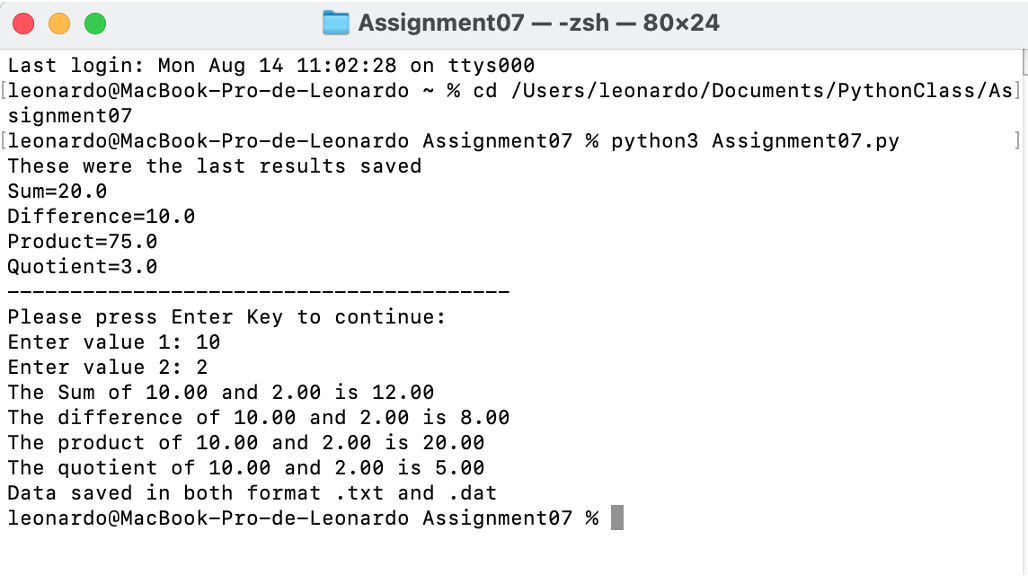 Assignment07 — -zsh — 80×24
Last login: Mon Aug 14 11:02:28 on ttys000
[leonardo@MacBook-Pro-de-Leonardo ~ % cd /Users/leonardo/Documents/PythonClass/As]
signment07
[leonardo@MacBook-Pro-de-Leonardo Assignment07 % python3 Assignment07.py ]
These were the last results saved
Sum=20.0
Difference=10.0
Product=75.0
Quotient=3.0
----------------------------------------
Please press Enter Key to continue:
Enter value 1: 10
Enter value 2: 2
The Sum of 10.00 and 2.00 is 12.00
The difference of 10.00 and 2.00 is 8.00
The product of 10.00 and 2.00 is 20.00
The quotient of 10.00 and 2.00 is 5.00
Data saved in both format .txt and .dat
leonardo@MacBook-Pro-de-Leonardo Assignment07 %